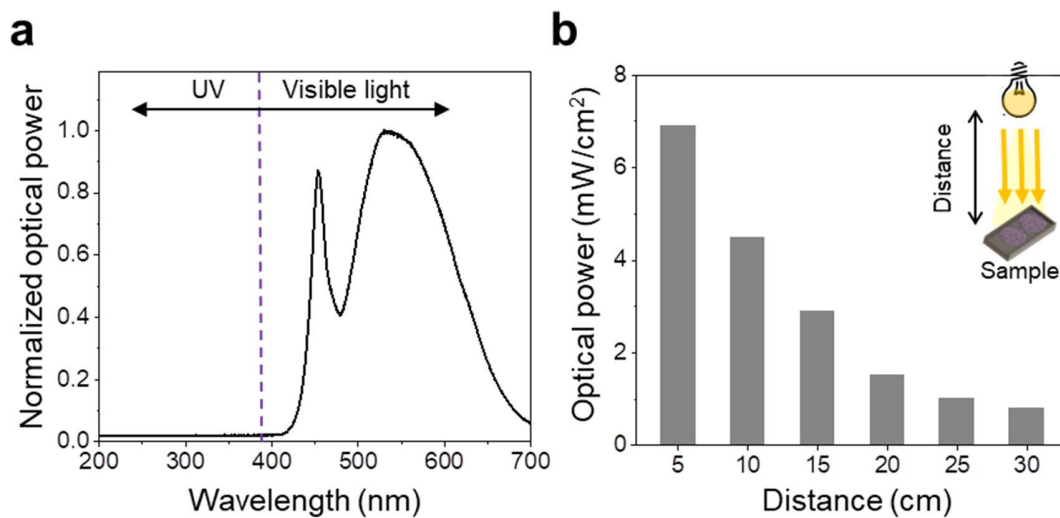 a
UV Visible light
Normalized optical power
1.0
0.8
0.6
0.4
0.2
0.0
200 300 400 500 600 700
Wavelength (nm)
b
Optical power (mW/cm²)
8
6
4
2
0
5 10 15 20 25 30
Distance (cm)
Distance
Sample